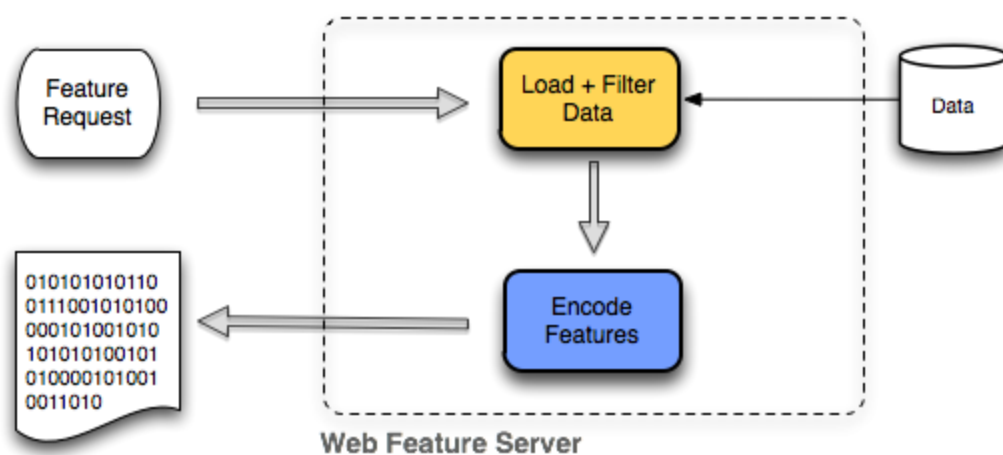 Feature
Request
Load + Filter
Data
Data
010101010110
0111001010100
000101001010
101010100101
010000101001
0011010
Encode
Features
Web Feature Server